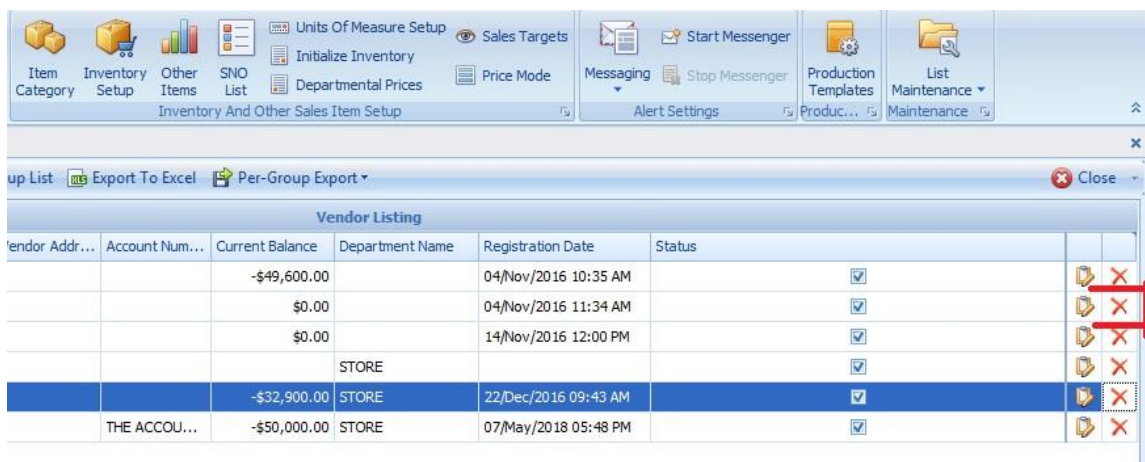 Units Of Measure Setup
Sales Targets
Start Messenger
Initialize Inventory
Item Category
Inventory Setup
Other Items
SNO List
Departmental Prices
Price Mode
Messaging
Stop Messenger
Production Templates
List Maintenance
Inventory And Other Sales Item Setup
Alert Settings
Produc...
Maintenance
up List
XLS
Export To Excel
Per-Group Export
Close
Vendor Listing
Vendor Addr... Account Num... Current Balance Department Name Registration Date Status
-$49,600.00 04/Nov/2016 10:35 AM
$0.00 04/Nov/2016 11:34 AM
$0.00 14/Nov/2016 12:00 PM
STORE
-$32,900.00 STORE 22/Dec/2016 09:43 AM
THE ACCOU... -$50,000.00 STORE 07/May/2018 05:48 PM